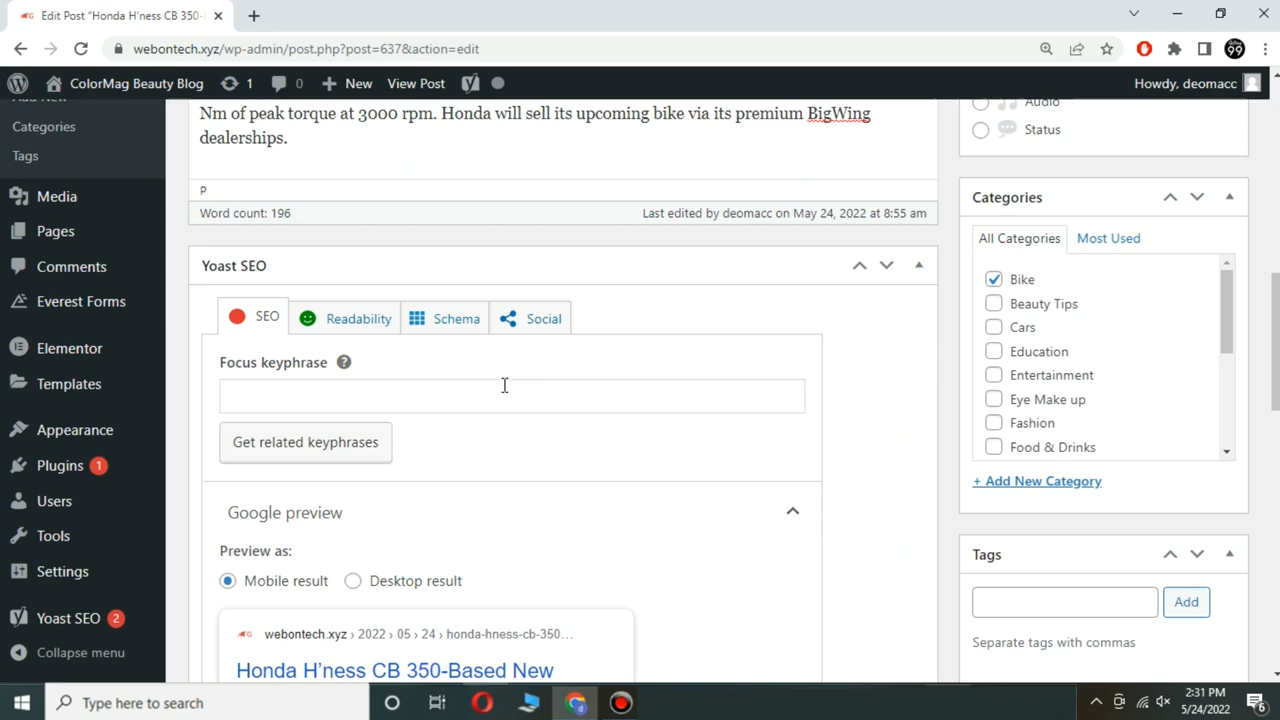 Edit Post "Honda H'ness CB 350-
webontech.xyz/wp-admin/post.php?post=637&action=edit
ColorMag Beauty Blog
1
0
New
View Post
Howdy, deomacc
Add New
Categories
Tags
Media
Pages
Comments
Everest Forms
Elementor
Templates
Appearance
Plugins 1
Users
Tools
Settings
Yoast SEO 2
Collapse menu
Nm of peak torque at 3000 rpm. Honda will sell its upcoming bike via its premium BigWing
dealerships.
P
Word count: 196
Last edited by deomacc on May 24, 2022 at 8:55 am
Yoast SEO
SEO
Readability
Schema
Social
Focus keyphrase ?
Get related keyphrases
Google preview
Preview as:
Mobile result
Desktop result
webontech.xyz › 2022 › 05 › 24 › honda-hness-cb-350...
Honda H'ness CB 350-Based New
Audio
Status
Categories
All Categories
Most Used
Bike
Beauty Tips
Cars
Education
Entertainment
Eye Make up
Fashion
Food & Drinks
+ Add New Category
Tags
Add
Separate tags with commas
Type here to search
2:31 PM
5/24/2022
6